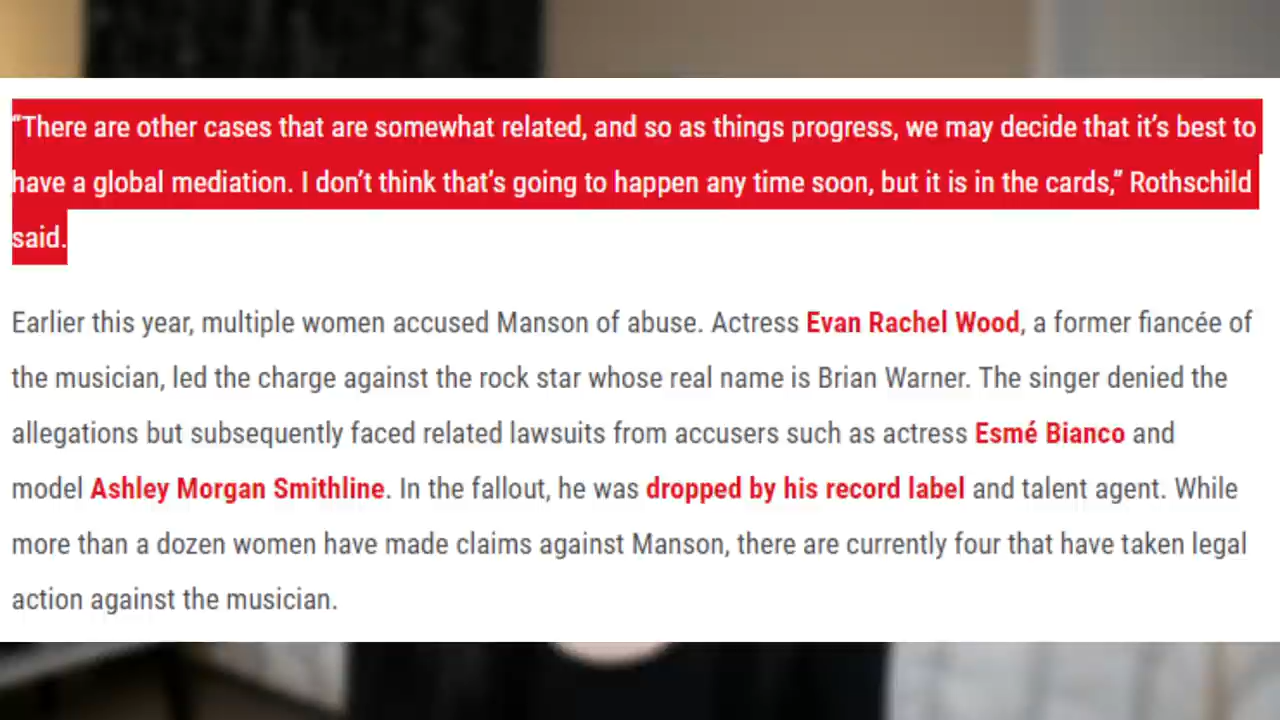 “There are other cases that are somewhat related, and so as things progress, we may decide that it’s best to
have a global mediation. I don’t think that’s going to happen any time soon, but it is in the cards,” Rothschild
said.
Earlier this year, multiple women accused Manson of abuse. Actress Evan Rachel Wood, a former fiancée of
the musician, led the charge against the rock star whose real name is Brian Warner. The singer denied the
allegations but subsequently faced related lawsuits from accusers such as actress Esmé Bianco and
model Ashley Morgan Smithline. In the fallout, he was dropped by his record label and talent agent. While
more than a dozen women have made claims against Manson, there are currently four that have taken legal
action against the musician.